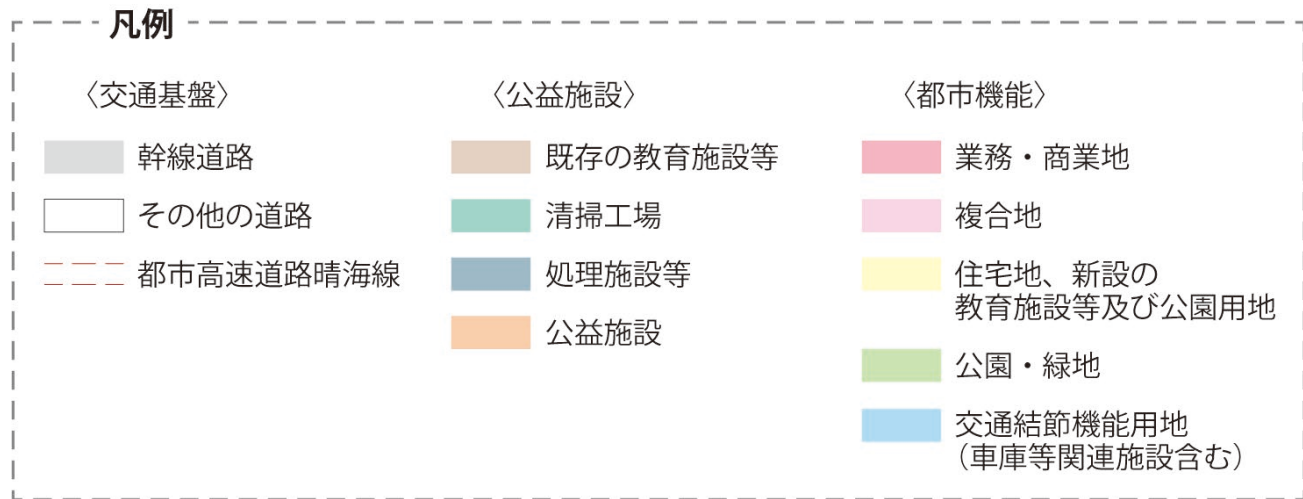 凡例
〈交通基盤〉
幹線道路
その他の道路
都市高速道路晴海線
〈公益施設〉
既存の教育施設等
清掃工場
処理施設等
公益施設
〈都市機能〉
業務・商業地
複合地
住宅地、新設の
教育施設等及び公園用地
公園・緑地
交通結節機能用地
（車庫等関連施設含む）